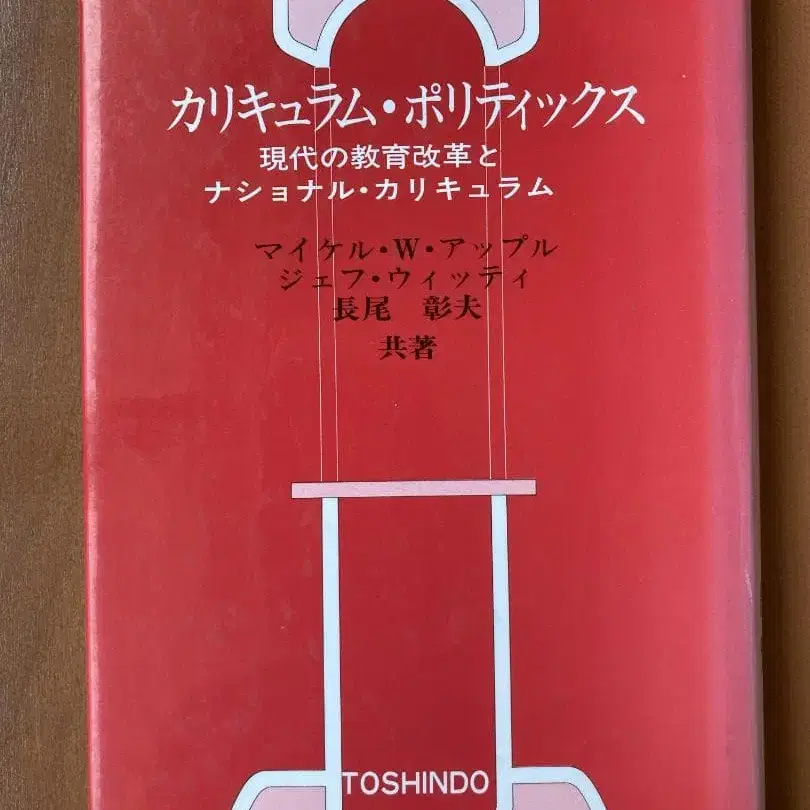 カリキュラム・ポリティックス
現代の教育改革と
ナショナル・カリキュラム
マイケル・W・アップル
ジェフ・ウィッティ
長尾　彰夫
共著
TOSHINDO